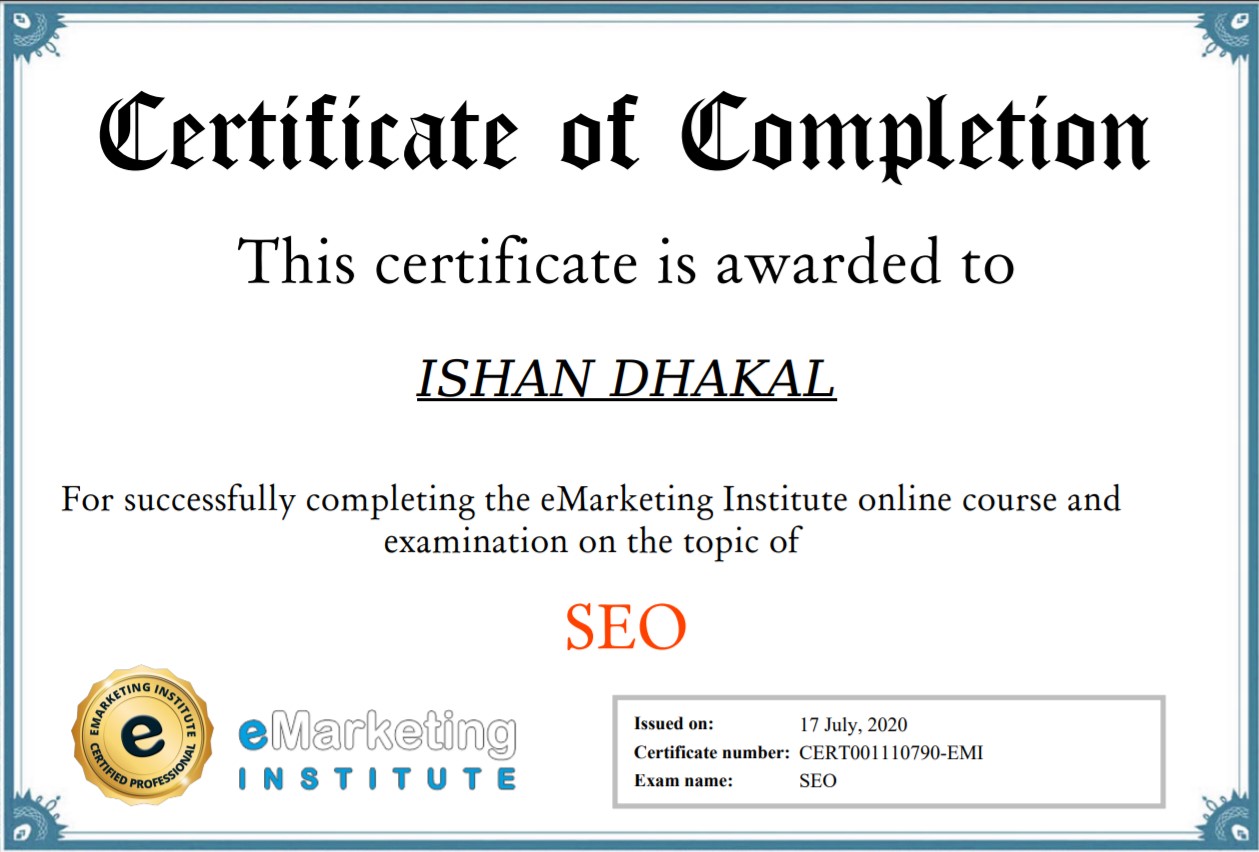 Certificate of Completion
This certificate is awarded to
ISHAN DHAKAL
For successfully completing the eMarketing Institute online course and
examination on the topic of
SEO
EMARKETING INSTITUTE
e
CERTIFIED PROFESSIONAL
eMarketing
INSTITUTE
Issued on: 17 July, 2020
Certificate number: CERT001110790-EMI
Exam name: SEO